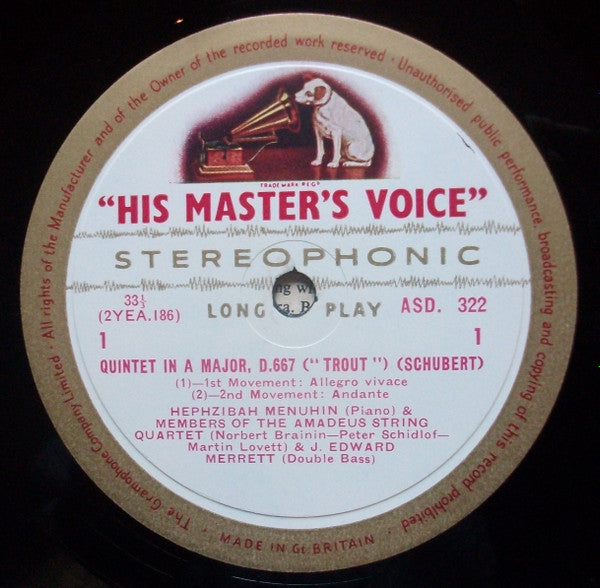 The Gramophone Company Limited · All rights of the Manufacturer and of the Owner of the recorded work reserved · Unauthorised public performance, broadcasting and copying of this record prohibited
TRADE MARK REGD
"HIS MASTER'S VOICE"
STEREOPHONIC
33⅓
(2YEA.186)
LONG PLAY
ASD. 322
1
1
QUINTET IN A MAJOR, D.667 ("TROUT") (SCHUBERT)
(1)—1st Movement: Allegro vivace
(2)—2nd Movement: Andante
HEPHZIBAH MENUHIN (Piano) &
MEMBERS OF THE AMADEUS STRING
QUARTET (Norbert Brainin—Peter Schidlof—
Martin Lovett) & J. EDWARD
MERRETT (Double Bass)
· MADE IN Gt. BRITAIN ·